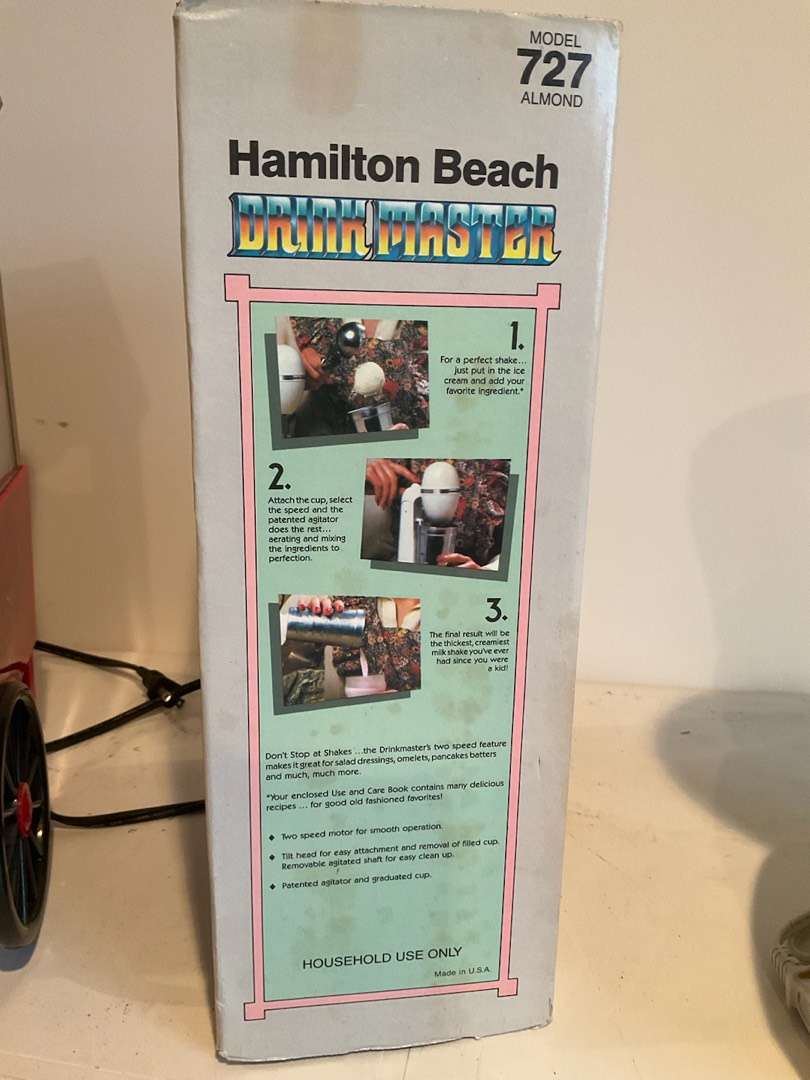 MODEL
727
ALMOND
Hamilton Beach
DRINK MASTER
1.
For a perfect shake...
just put in the ice
cream and add your
favorite ingredient.*
2.
Attach the cup, select
the speed and the
patented agitator
does the rest...
aerating and mixing
the ingredients to
perfection.
3.
The final result will be
the thickest, creamiest
milk shake you've ever
had since you were
a kid!
Don't Stop at Shakes ...the Drinkmaster's two speed feature
makes it great for salad dressings, omelets, pancakes batters
and much, much more.
*Your enclosed Use and Care Book contains many delicious
recipes ... for good old fashioned favorites!
◆ Two speed motor for smooth operation.
◆ Tilt head for easy attachment and removal of filled cup.
Removable agitated shaft for easy clean up.
◆ Patented agitator and graduated cup.
HOUSEHOLD USE ONLY
Made in U.S.A.